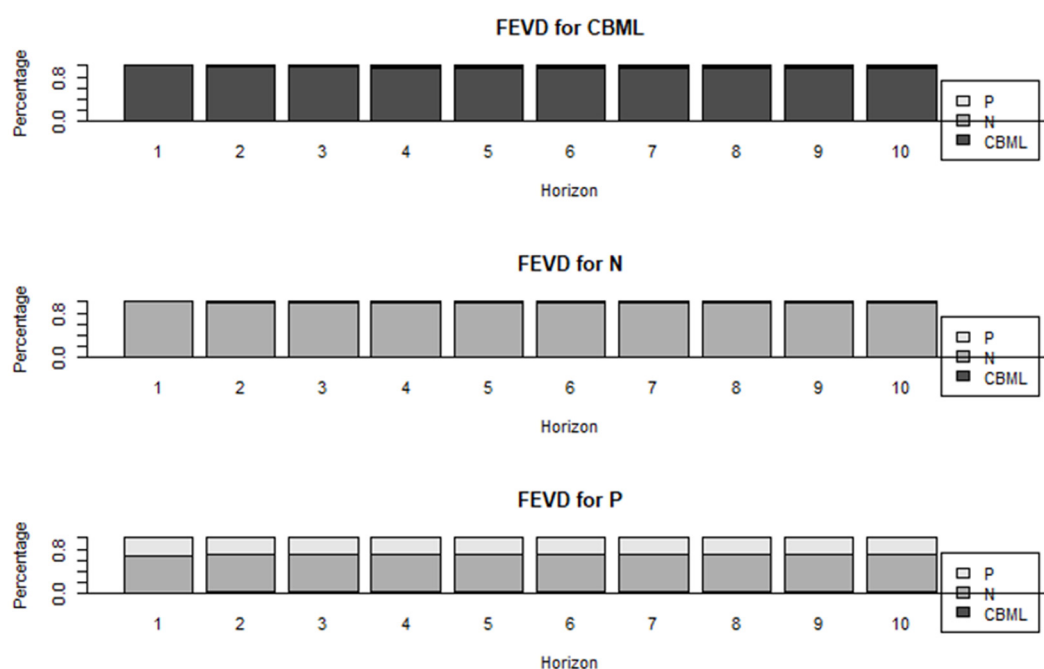 FEVD for CBML
Percentage
0.8
0.0
1 2 3 4 5 6 7 8 9 10
Horizon
P
N
CBML
FEVD for N
Percentage
0.8
0.0
1 2 3 4 5 6 7 8 9 10
Horizon
P
N
CBML
FEVD for P
Percentage
0.8
0.0
1 2 3 4 5 6 7 8 9 10
Horizon
P
N
CBML